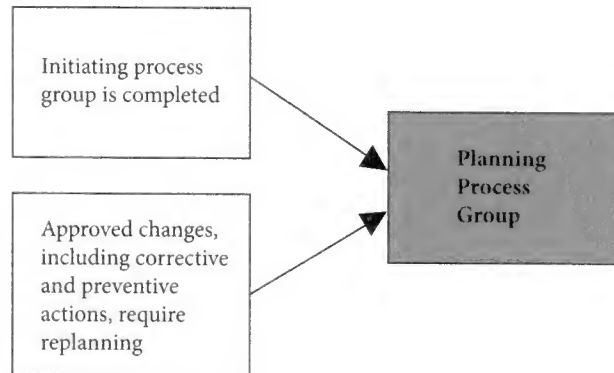 Initiating process
group is completed
Approved changes,
including corrective
and preventive
actions, require
replanning
Planning
Process
Group